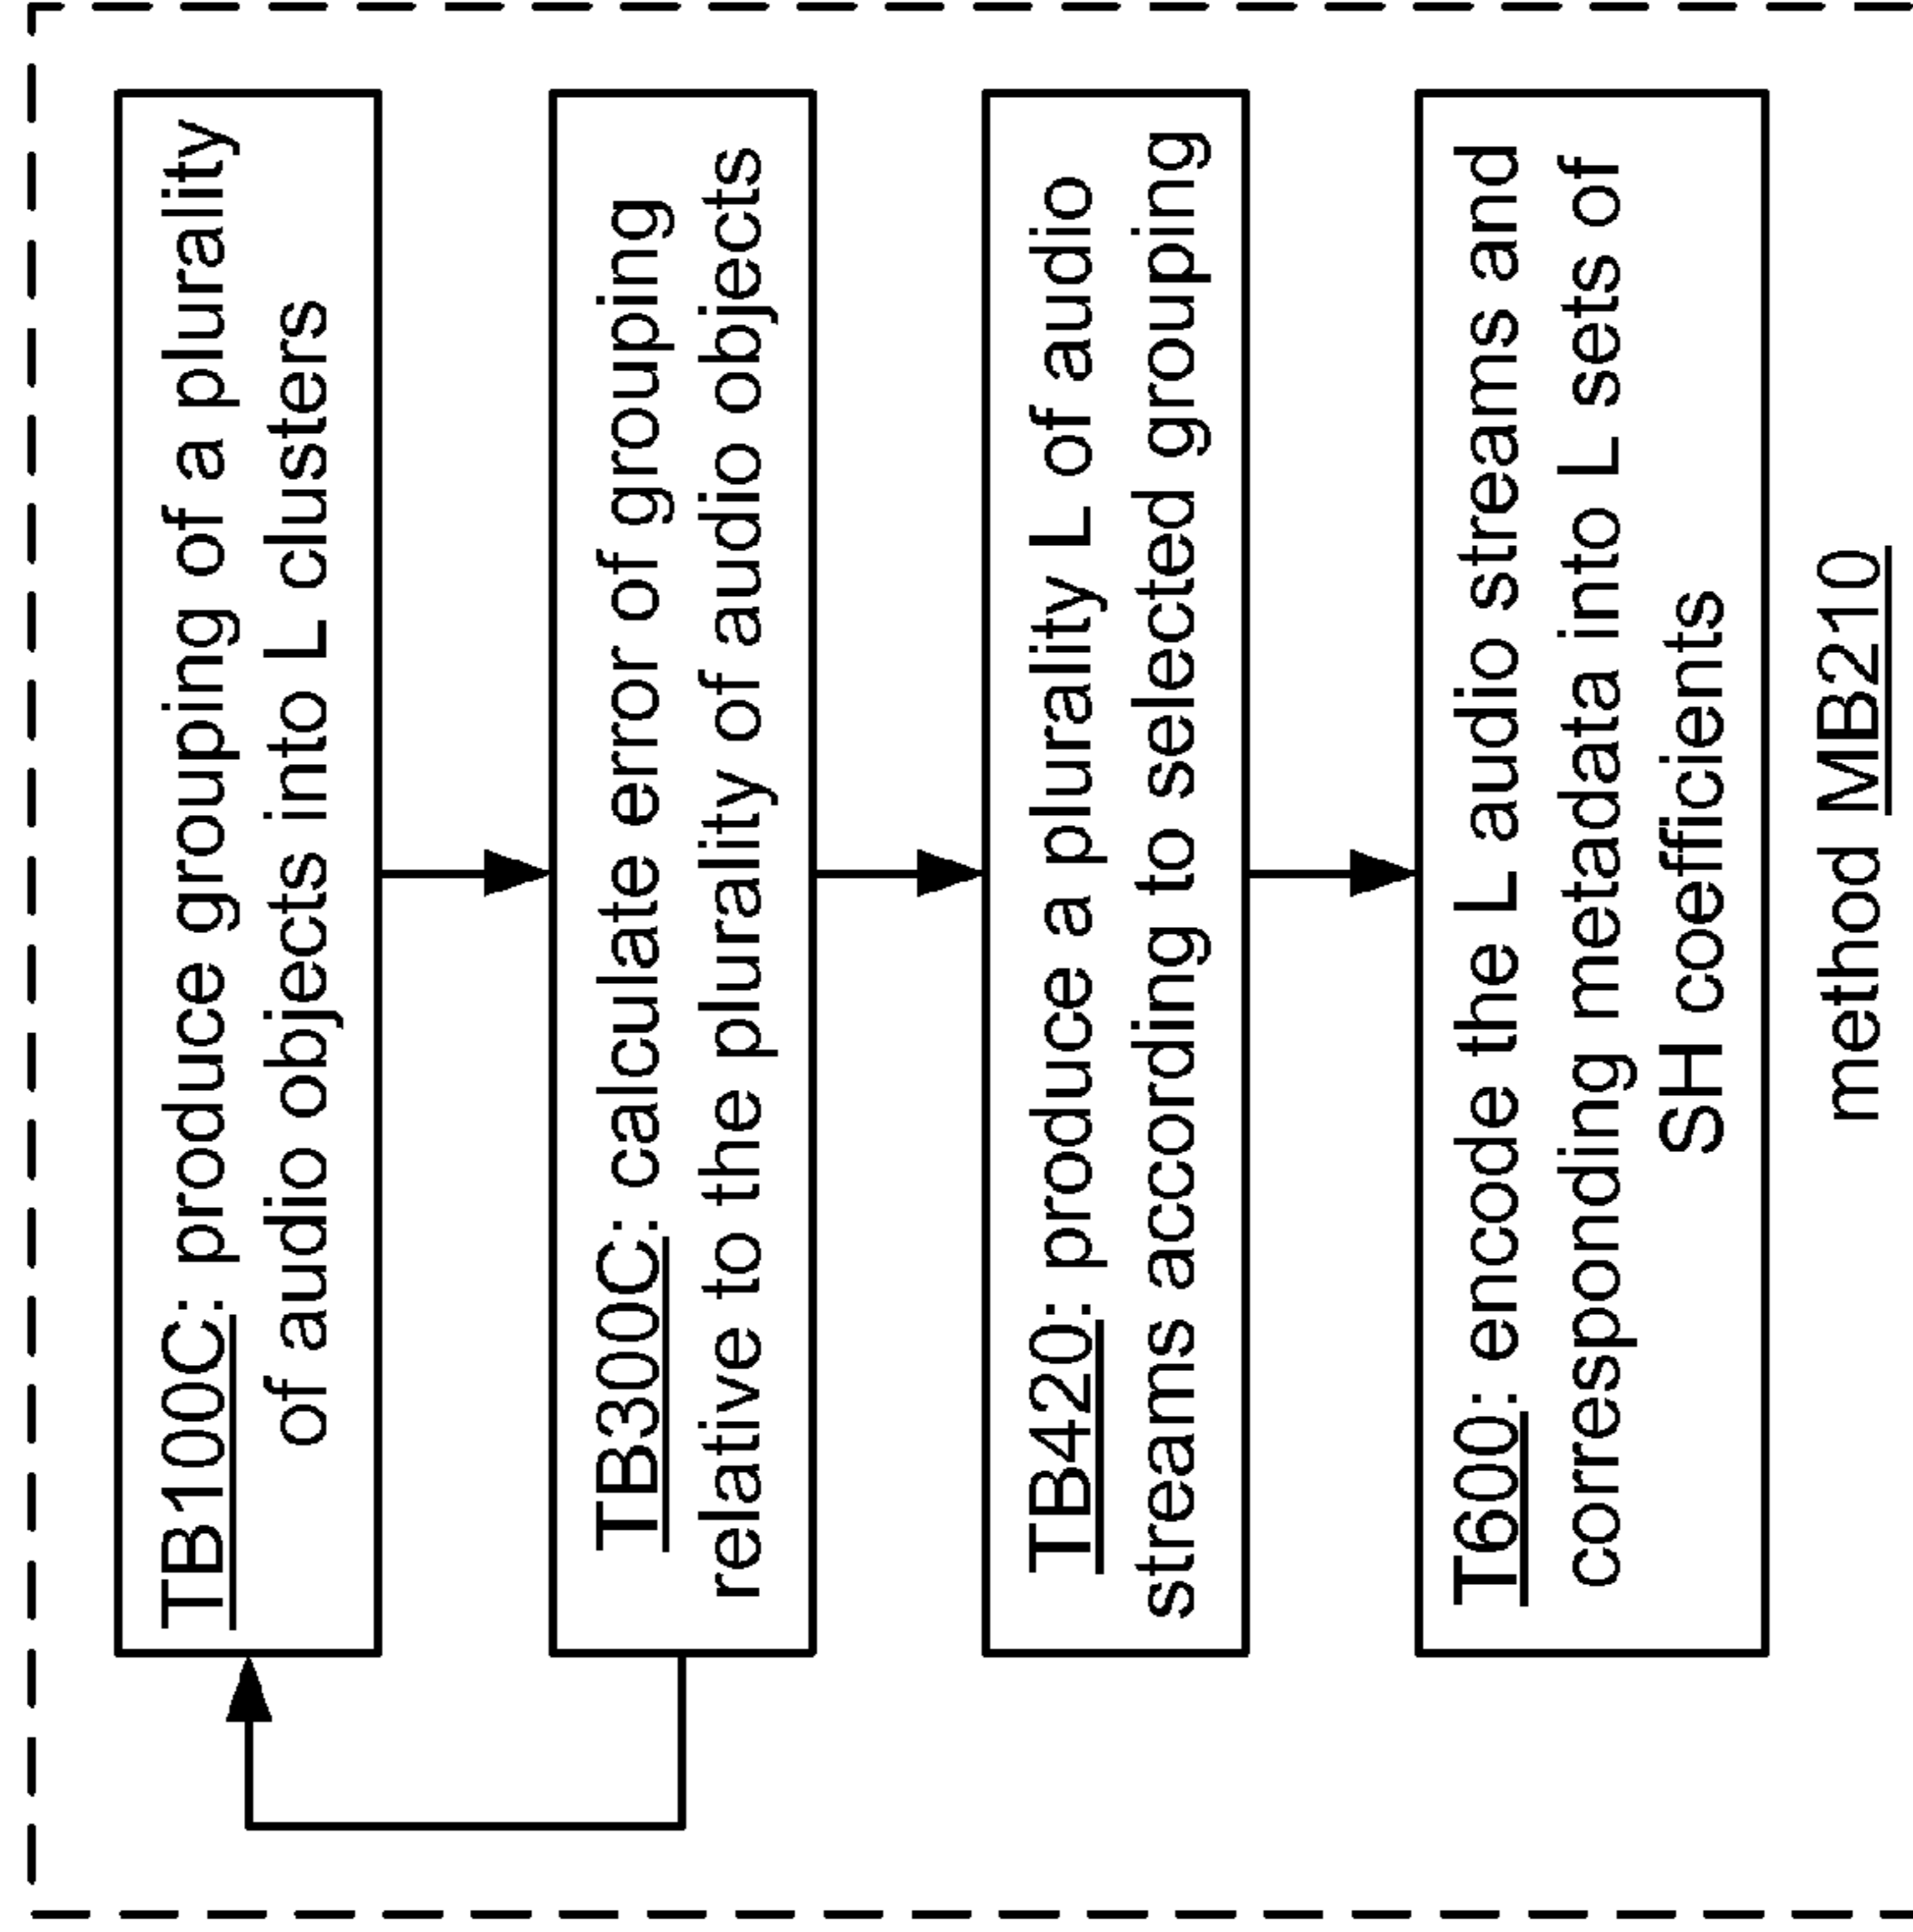 TB100C: produce grouping of a plurality
of audio objects into L clusters
TB300C: calculate error of grouping
relative to the plurality of audio objects
TB420: produce a plurality L of audio
streams according to selected grouping
T600: encode the L audio streams and
corresponding metadata into L sets of
SH coefficients
method MB210